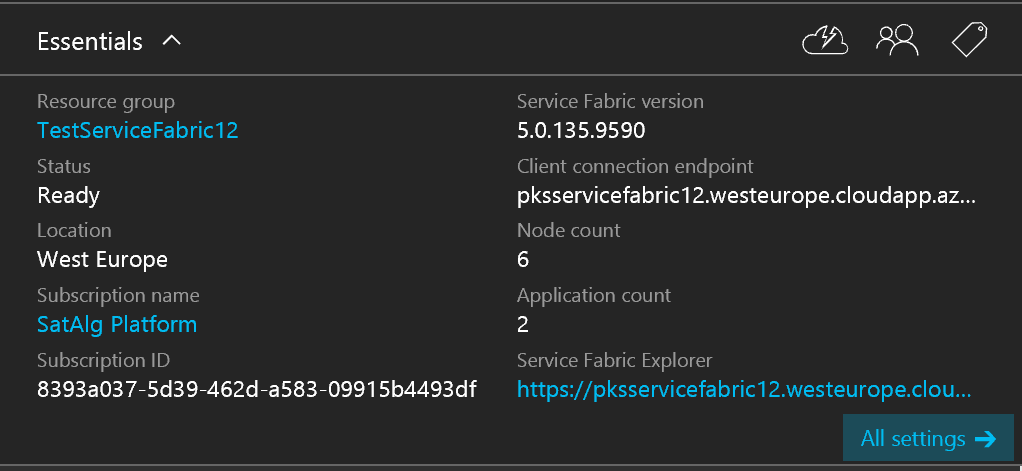 Essentials
Resource group
TestServiceFabric12
Status
Ready
Location
West Europe
Subscription name
SatAlg Platform
Subscription ID
8393a037-5d39-462d-a583-09915b4493df
Service Fabric version
5.0.135.9590
Client connection endpoint
pksservicefabric12.westeurope.cloudapp.az...
Node count
6
Application count
2
Service Fabric Explorer
https://pksservicefabric12.westeurope.clou...
All settings